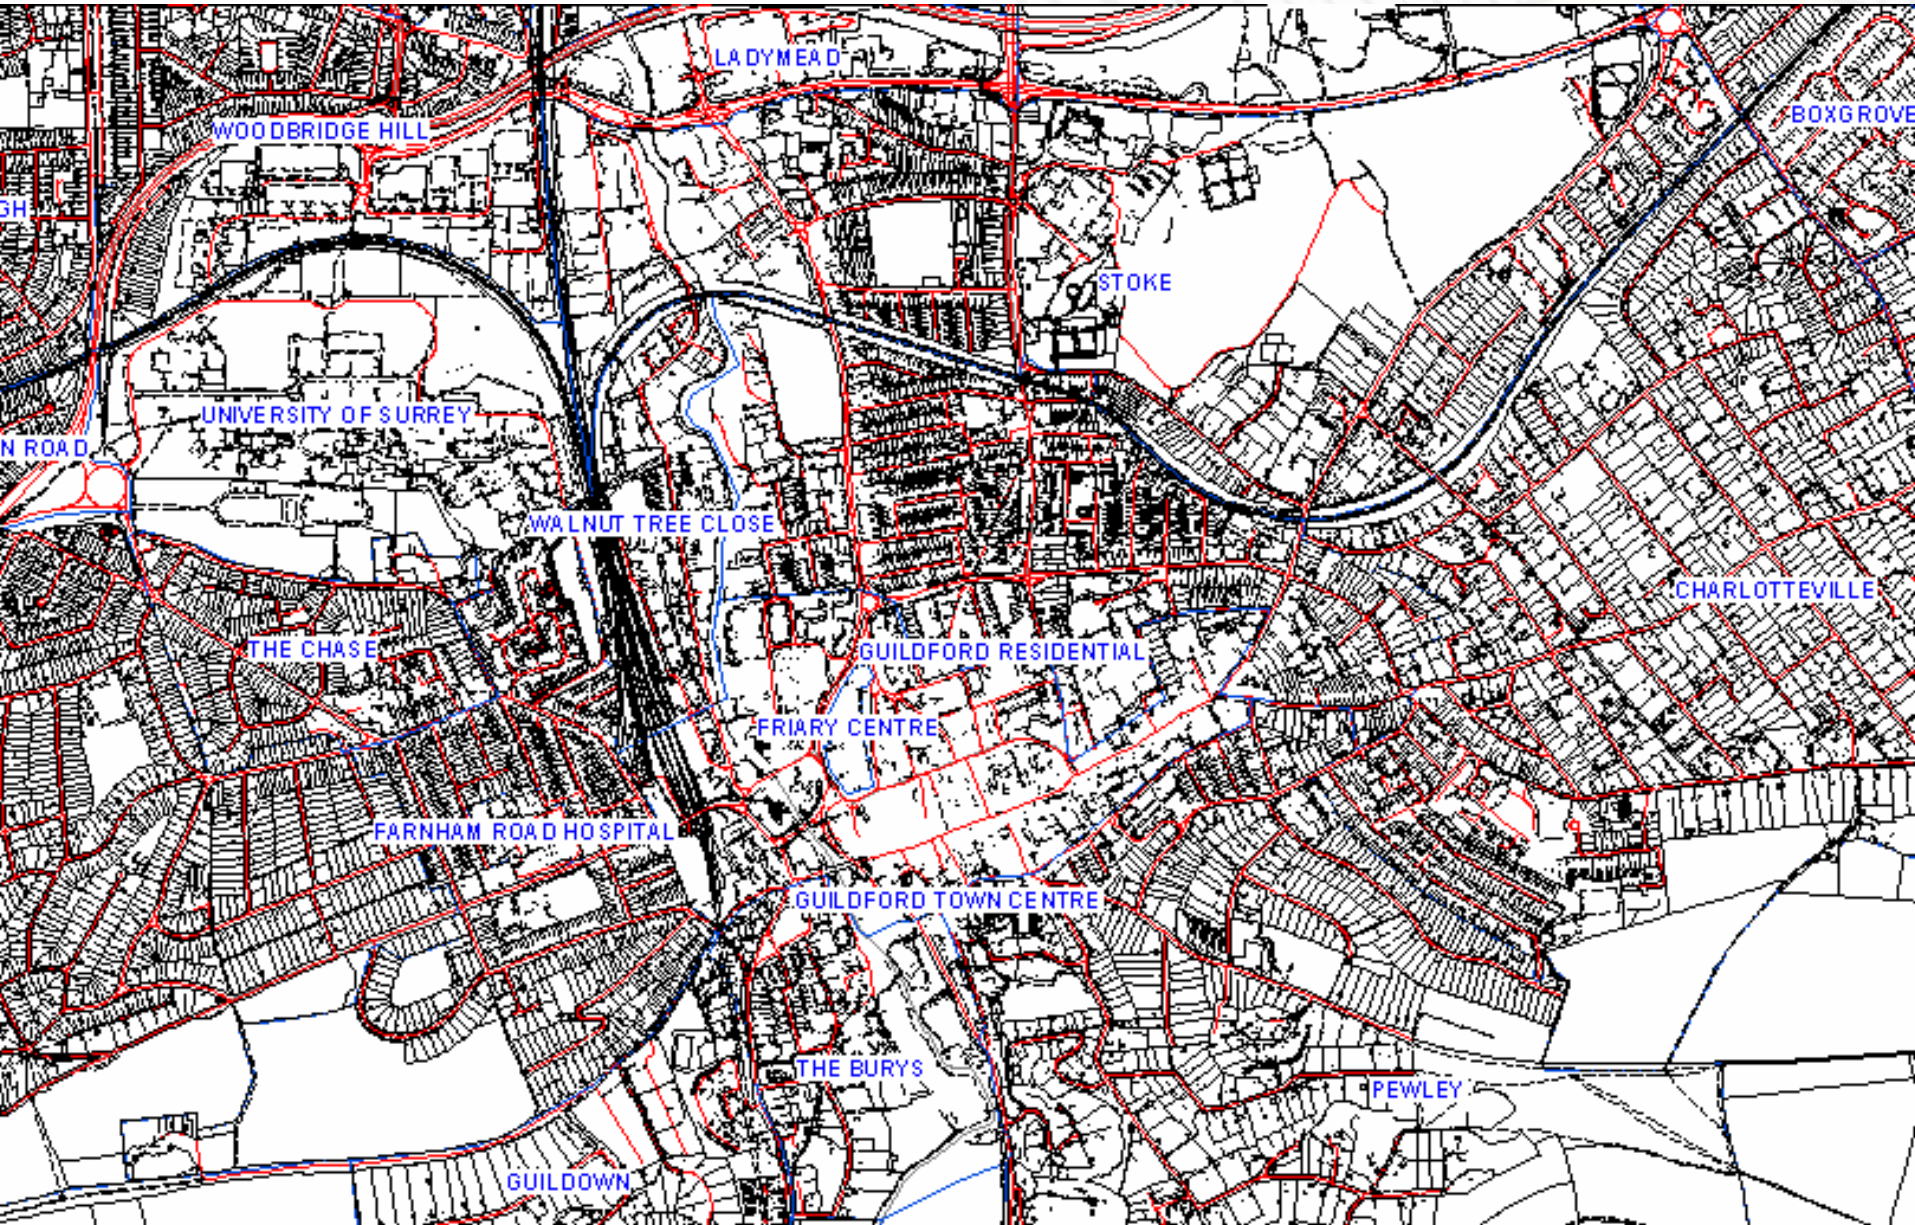 LADYMEAD
BOXGROVE
WOODBRIDGE HILL
GH
STOKE
UNIVERSITY OF SURREY
N ROAD
WALNUT TREE CLOSE
CHARLOTTEVILLE
THE CHASE
GUILDFORD RESIDENTIAL
FRIARY CENTRE
FARNHAM ROAD HOSPITAL
GUILDFORD TOWN CENTRE
THE BURYS
PEWLEY
GUILDOWN